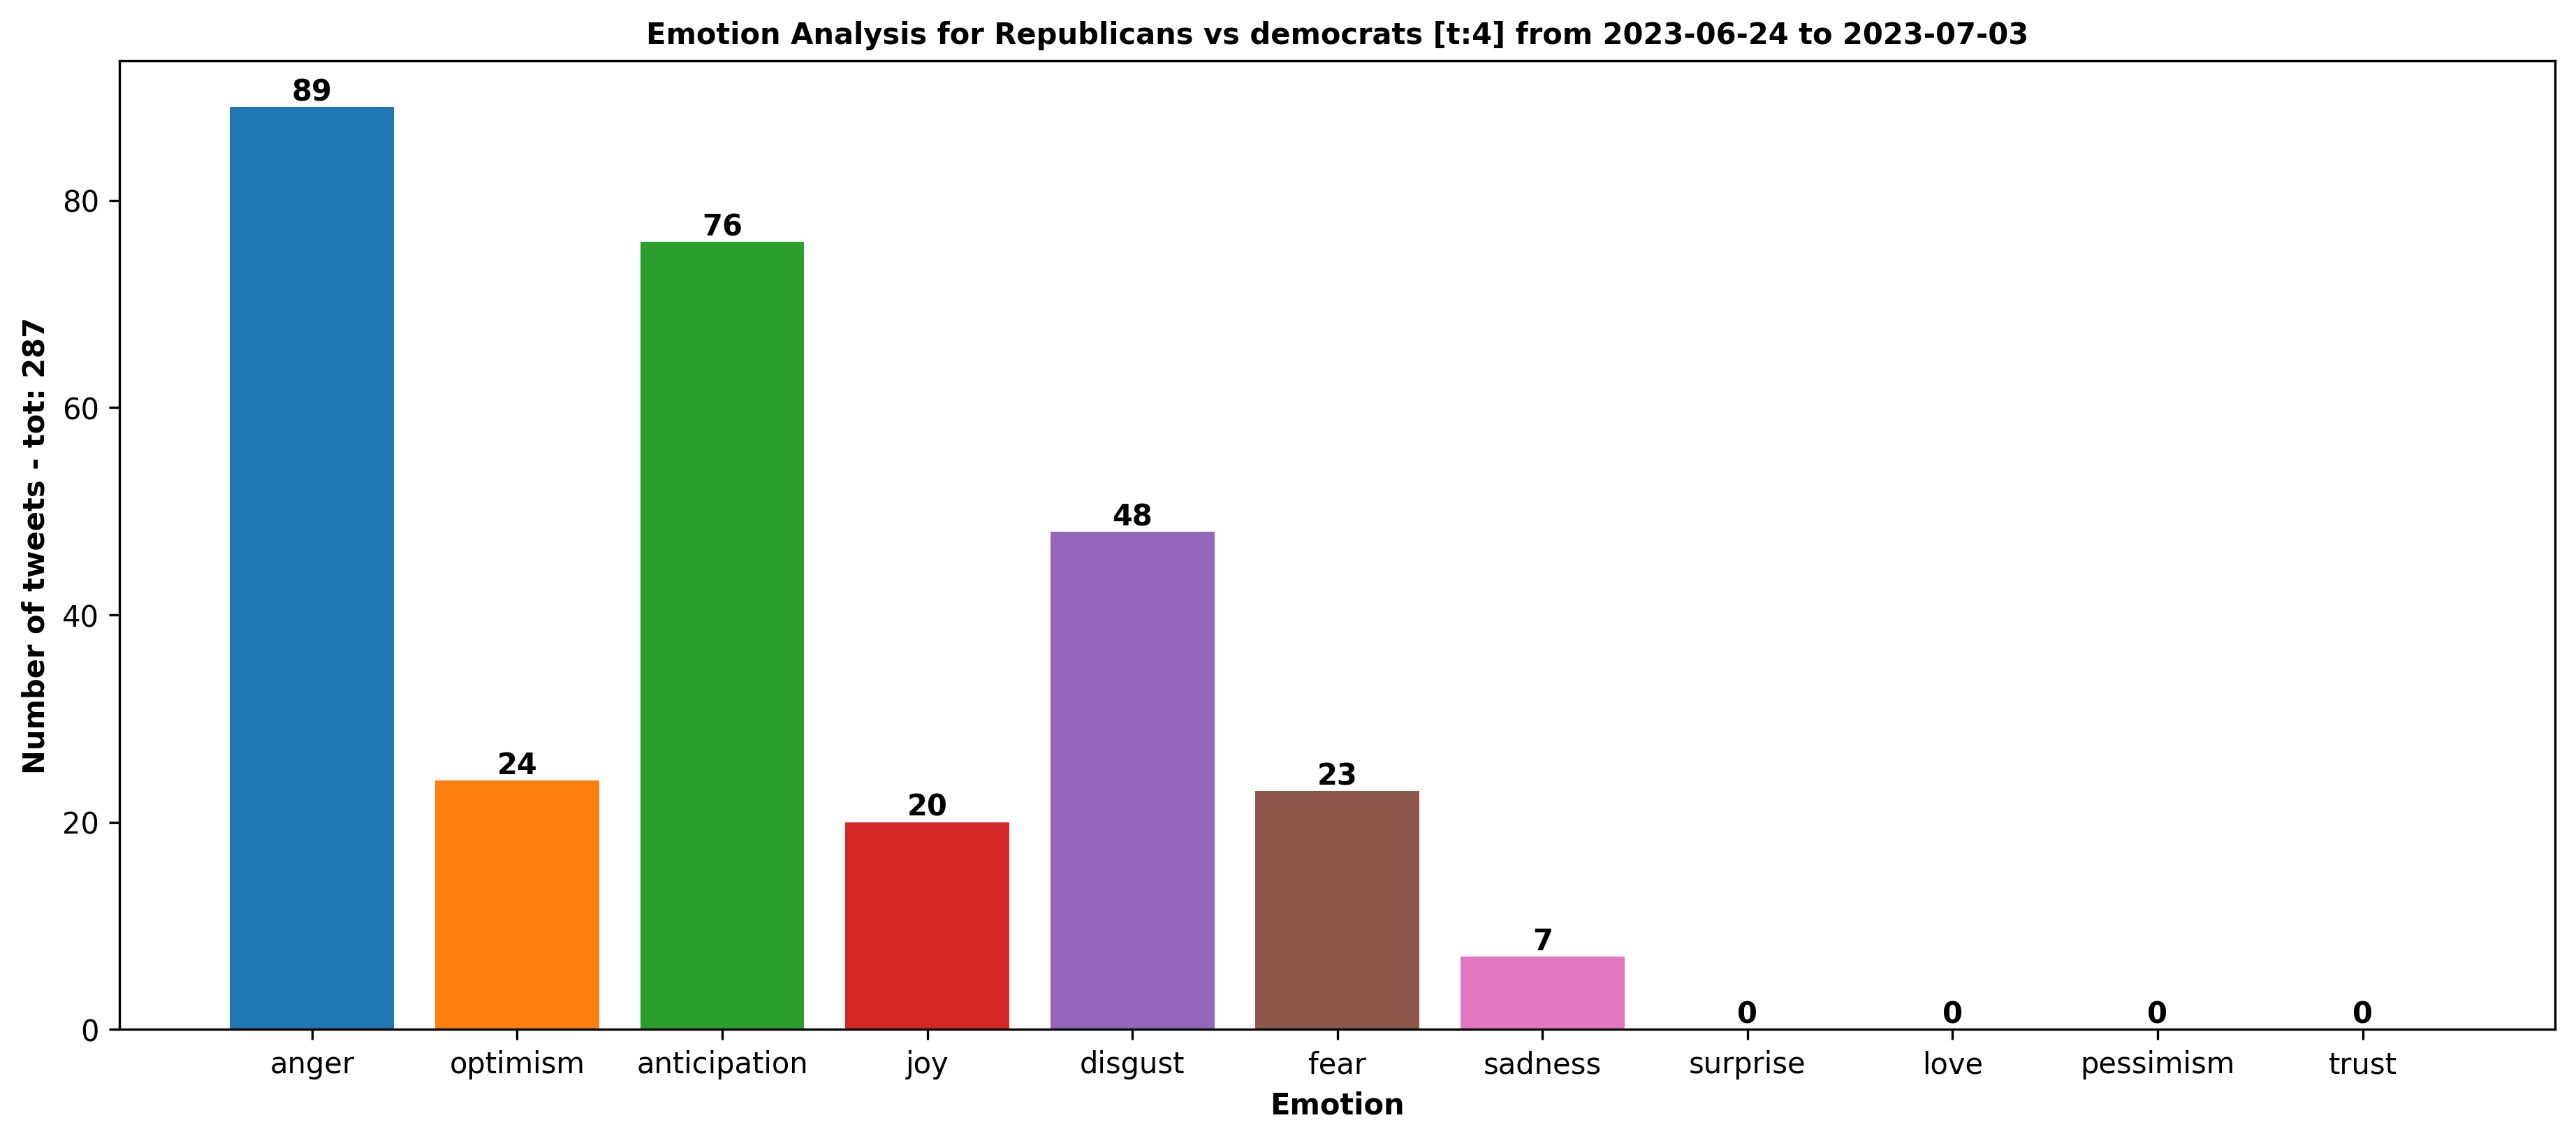 Emotion Analysis for Republicans vs democrats [t:4] from 2023-06-24 to 2023-07-03
Number of tweets - tot: 287
80
60
40
20
0
89
24
76
20
48
23
7
0
0
0
0
anger
optimism
anticipation
joy
disgust
fear
sadness
surprise
love
pessimism
trust
Emotion